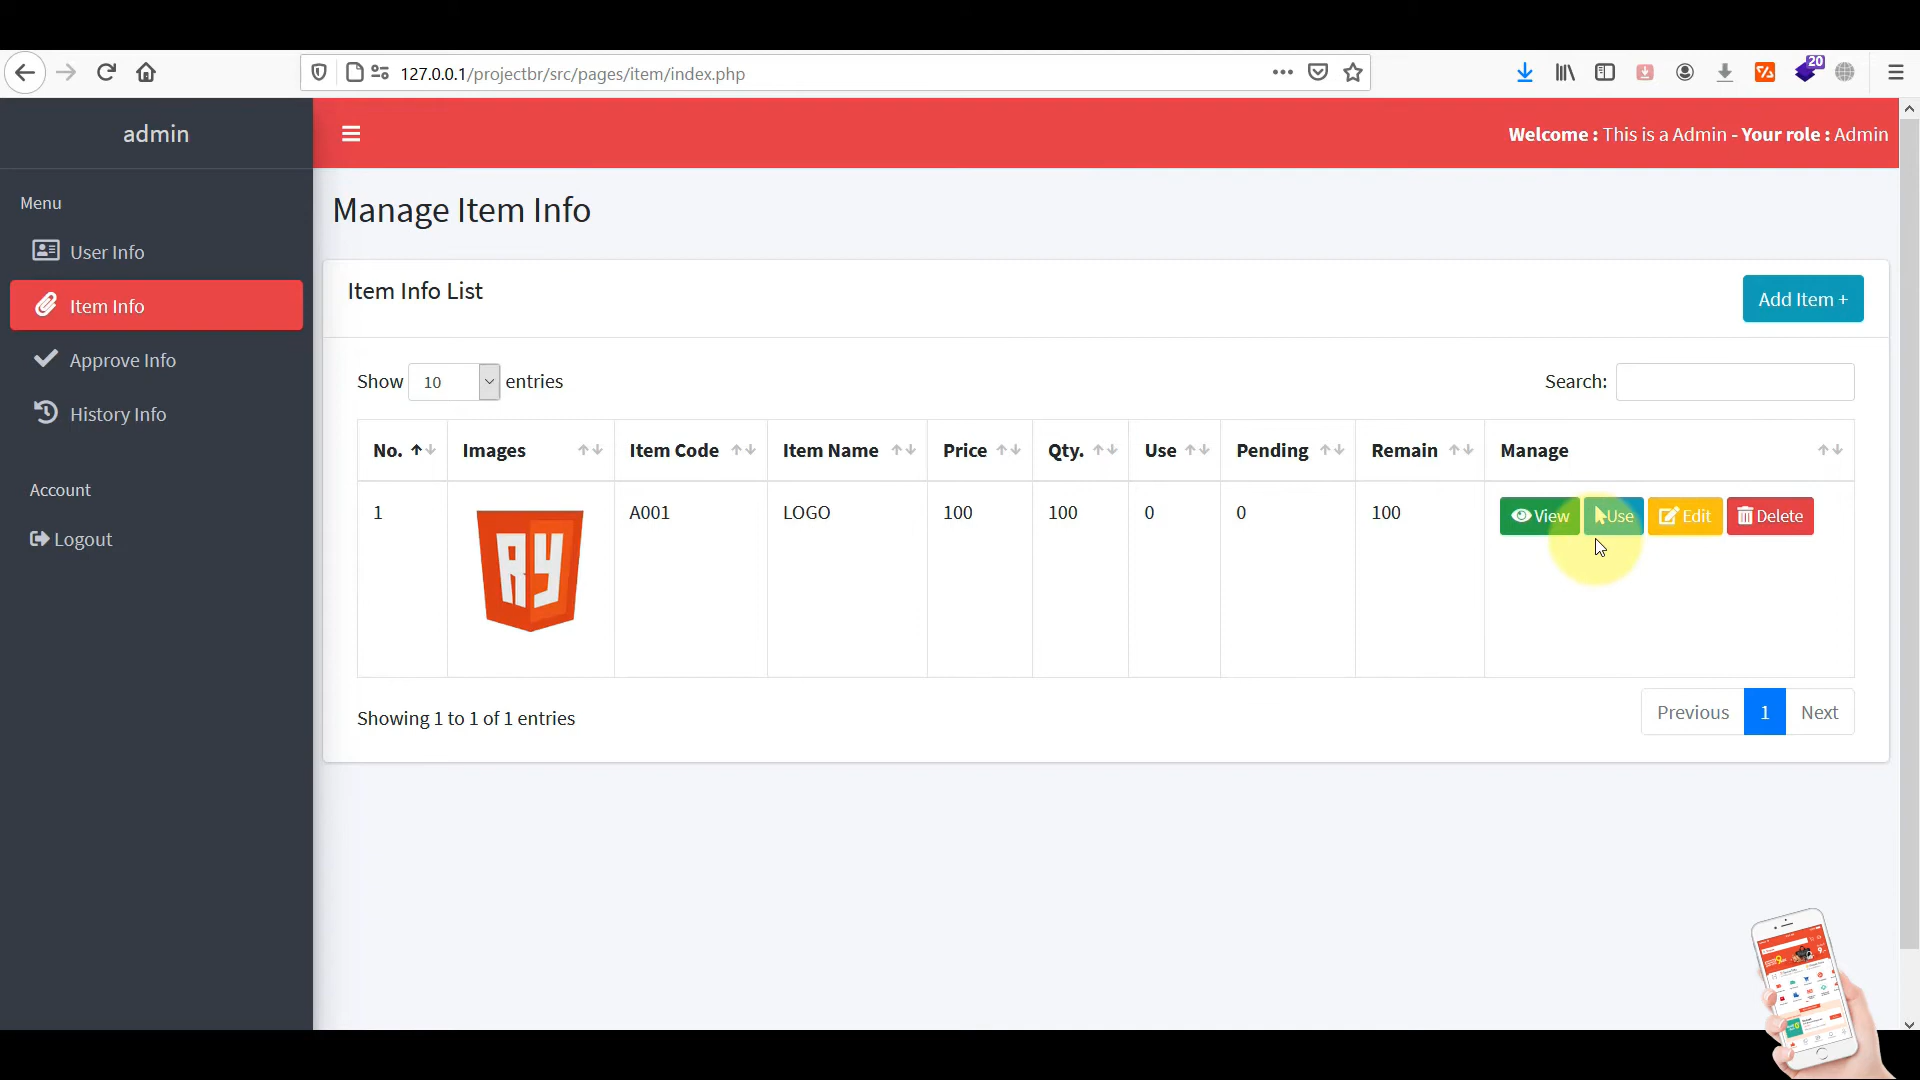 127.0.0.1/projectbr/src/pages/item/index.php
20
admin
Welcome : This is a Admin - Your role : Admin
Menu
User Info
Item Info
Approve Info
History Info
Account
Logout
Manage Item Info
Item Info List
Add Item +
Show 10 entries
Search:
No. Images Item Code Item Name Price Qty. Use Pending Remain Manage
1 RY A001 LOGO 100 100 0 0 100 View Use Edit Delete
Showing 1 to 1 of 1 entries
Previous 1 Next